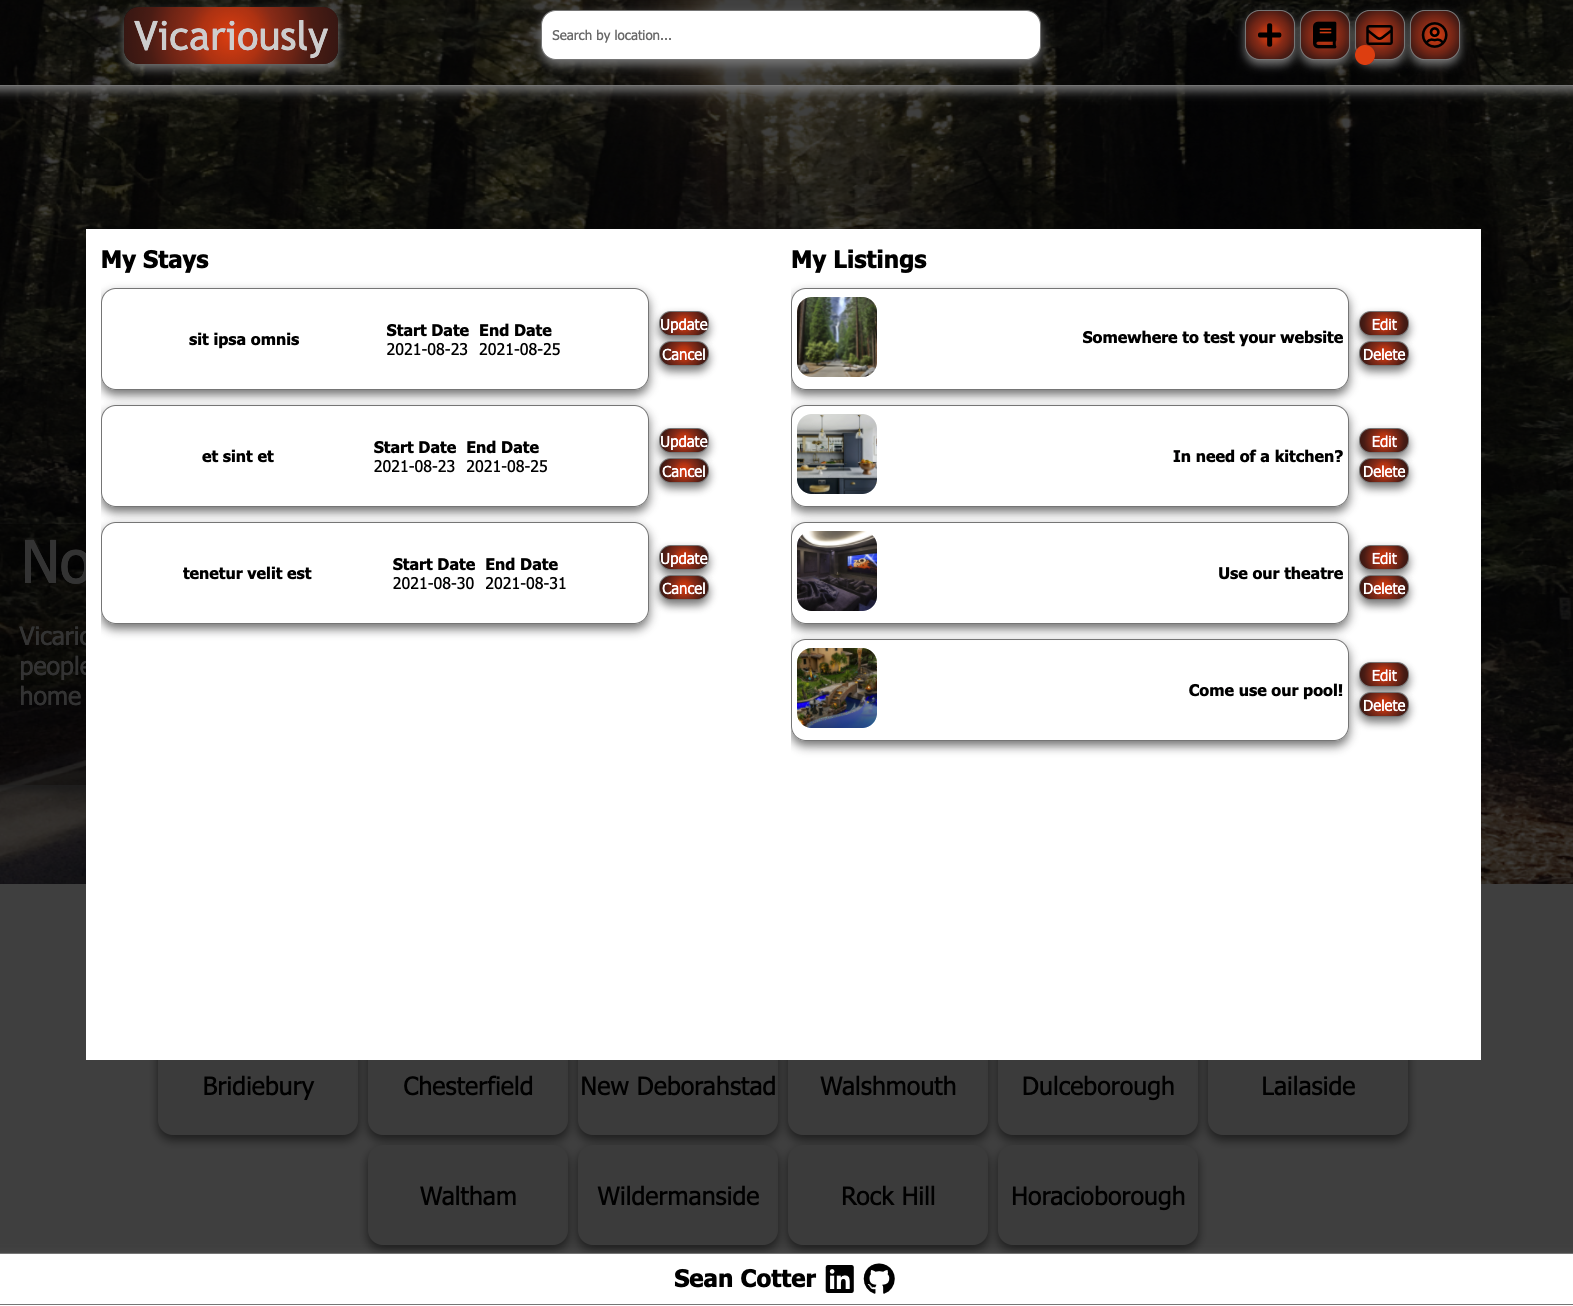 Vicariously
Search by location...
My Stays
sit ipsa omnis
Start Date End Date
2021-08-23 2021-08-25
Update
Cancel
et sint et
Start Date End Date
2021-08-23 2021-08-25
Update
Cancel
tenetur velit est
Start Date End Date
2021-08-30 2021-08-31
Update
Cancel
My Listings
Somewhere to test your website
Edit
Delete
In need of a kitchen?
Edit
Delete
Use our theatre
Edit
Delete
Come use our pool!
Edit
Delete
No
Vicario
people
home
Bridiebury Chesterfield New Deborahstad Walshmouth Dulceborough Lailaside
Waltham Wildermanside Rock Hill Horacioborough
Sean Cotter